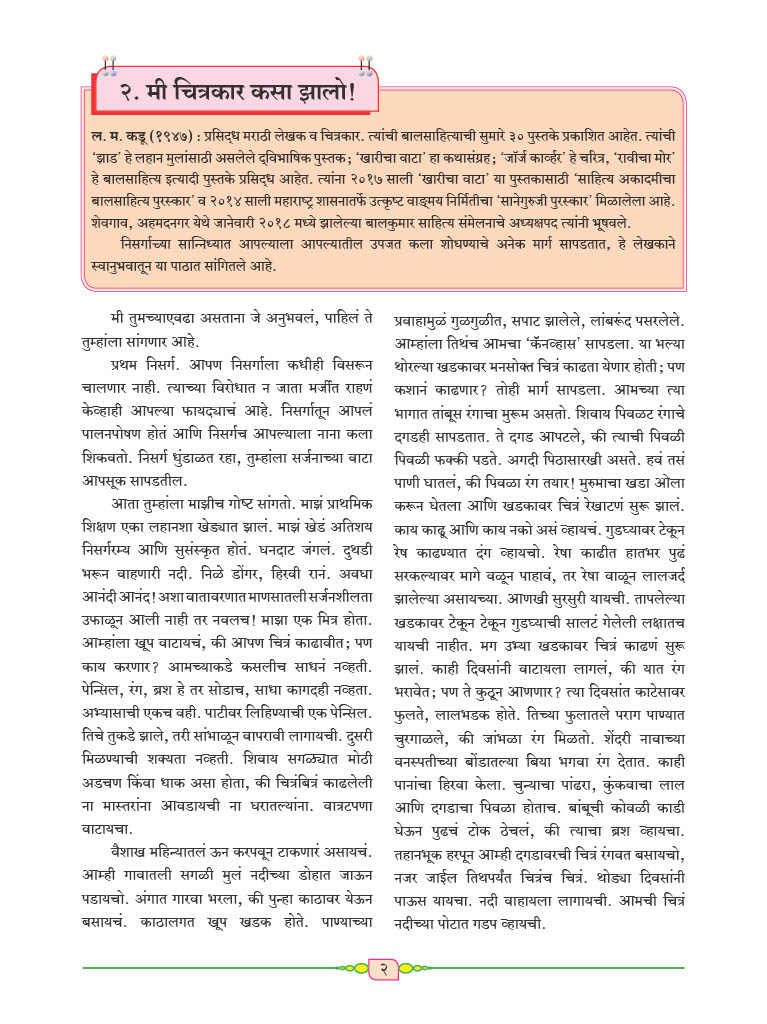 २. मी चित्रकार कसा झालो!
ल. म. कडू (१९४७) : प्रसिद्ध मराठी लेखक व चित्रकार. त्यांची बालसाहित्याची सुमारे ३० पुस्तके प्रकाशित आहेत. त्यांची
‘झाड’ हे लहान मुलांसाठी असलेले द्विभाषिक पुस्तक; ‘खारीचा वाटा’ हा कथासंग्रह; ‘जॉर्ज कार्व्हर’ हे चरित्र, ‘रावीचा मोर’
हे बालसाहित्य इत्यादी पुस्तके प्रसिद्ध आहेत. त्यांना २०१७ साली ‘खारीचा वाटा’ या पुस्तकासाठी ‘साहित्य अकादमीचा
बालसाहित्य पुरस्कार’ व २०१४ साली महाराष्ट्र शासनातर्फे उत्कृष्ट वाङ्मय निर्मितीचा ‘सानेगुरुजी पुरस्कार’ मिळालेला आहे.
शेवगाव, अहमदनगर येथे जानेवारी २०१८ मध्ये झालेल्या बालकुमार साहित्य संमेलनाचे अध्यक्षपद त्यांनी भूषवले.
निसर्गाच्या सान्निध्यात आपल्याला आपल्यातील उपजत कला शोधण्याचे अनेक मार्ग सापडतात, हे लेखकाने
स्वानुभवातून या पाठात सांगितले आहे.
मी तुमच्याएवढा असताना जे अनुभवलं, पाहिलं ते
तुम्हांला सांगणार आहे.
प्रथम निसर्ग. आपण निसर्गाला कधीही विसरून
चालणार नाही. त्याच्या विरोधात न जाता मर्जीत राहणं
केव्हाही आपल्या फायद्याचं आहे. निसर्गातून आपलं
पालनपोषण होतं आणि निसर्गच आपल्याला नाना कला
शिकवतो. निसर्ग धुंडाळत रहा, तुम्हांला सर्जनाच्या वाटा
आपसूक सापडतील.
आता तुम्हांला माझीच गोष्ट सांगतो. माझं प्राथमिक
शिक्षण एका लहानशा खेड्यात झालं. माझं खेडं अतिशय
निसर्गरम्य आणि सुसंस्कृत होतं. घनदाट जंगलं. दुथडी
भरून वाहणारी नदी. निळे डोंगर, हिरवी रानं. अवघा
आनंदी आनंद! अशा वातावरणात माणसातली सर्जनशीलता
उफाळून आली नाही तर नवलच! माझा एक मित्र होता.
आम्हांला खूप वाटायचं, की आपण चित्रं काढावीत; पण
काय करणार? आमच्याकडे कसलीच साधनं नव्हती.
पेन्सिल, रंग, ब्रश हे तर सोडाच, साधा कागदही नव्हता.
अभ्यासाची एकच वही. पाटीवर लिहिण्याची एक पेन्सिल.
तिचे तुकडे झाले, तरी सांभाळून वापरावी लागायची. दुसरी
मिळण्याची शक्यता नव्हती. शिवाय सगळ्यात मोठी
अडचण किंवा धाक असा होता, की चित्रंबित्रं काढलेली
ना मास्तरांना आवडायची ना घरातल्यांना. वात्रटपणा
वाटायचा.
वैशाख महिन्यातलं ऊन करपवून टाकणारं असायचं.
आम्ही गावातली सगळी मुलं नदीच्या डोहात जाऊन
पडायचो. अंगात गारवा भरला, की पुन्हा काठावर येऊन
बसायचं. काठालगत खूप खडक होते. पाण्याच्या
प्रवाहामुळं गुळगुळीत, सपाट झालेले, लांबरूंद पसरलेले.
आम्हांला तिथंच आमचा ‘कॅनव्हास’ सापडला. या भल्या
थोरल्या खडकावर मनसोक्त चित्रं काढता येणार होती; पण
कशानं काढणार? तोही मार्ग सापडला. आमच्या त्या
भागात तांबूस रंगाचा मुरूम असतो. शिवाय पिवळट रंगाचे
दगडही सापडतात. ते दगड आपटले, की त्याची पिवळी
पिवळी फक्की पडते. अगदी पिठासारखी असते. हवं तसं
पाणी घातलं, की पिवळा रंग तयार! मुरुमाचा खडा ओला
करून घेतला आणि खडकावर चित्रं रेखाटणं सुरू झालं.
काय काढू आणि काय नको असं व्हायचं. गुडघ्यावर टेकून
रेष काढण्यात दंग व्हायचो. रेषा काढीत हातभर पुढं
सरकल्यावर मागे वळून पाहावं, तर रेषा वाळून लालजर्द
झालेल्या असायच्या. आणखी सुरसुरी यायची. तापलेल्या
खडकावर टेकून टेकून गुडघ्याची सालटं गेलेली लक्षातच
यायची नाहीत. मग उभ्या खडकावर चित्रं काढणं सुरू
झालं. काही दिवसांनी वाटायला लागलं, की यात रंग
भरावेत; पण ते कुठून आणणार? त्या दिवसांत काटेसावर
फुलते, लालभडक होते. तिच्या फुलातले पराग पाण्यात
चुरगाळले, की जांभळा रंग मिळतो. शेंदरी नावाच्या
वनस्पतीच्या बोंडातल्या बिया भगवा रंग देतात. काही
पानांचा हिरवा केला. चुन्याचा पांढरा, कुंकवाचा लाल
आणि दगडाचा पिवळा होताच. बांबूची कोवळी काडी
घेऊन पुढचं टोक ठेचलं, की त्याचा ब्रश व्हायचा.
तहानभूक हरपून आम्ही दगडावरची चित्रं रंगवत बसायचो,
नजर जाईल तिथपर्यंत चित्रंच चित्रं. थोड्या दिवसांनी
पाऊस यायचा. नदी वाहायला लागायची. आमची चित्रं
नदीच्या पोटात गडप व्हायची.
२